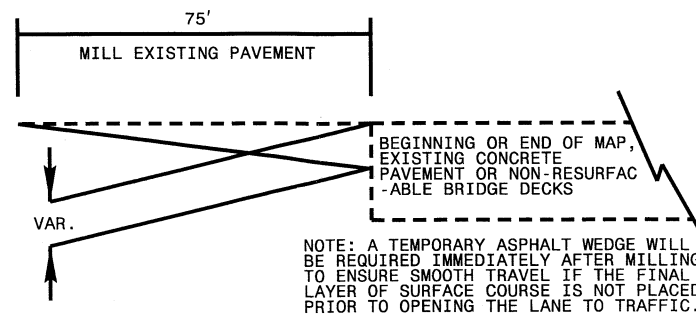 75'
MILL EXISTING PAVEMENT
BEGINNING OR END OF MAP,
EXISTING CONCRETE
PAVEMENT OR NON-RESURFAC
-ABLE BRIDGE DECKS
VAR.
NOTE: A TEMPORARY ASPHALT WEDGE WILL
BE REQUIRED IMMEDIATELY AFTER MILLING
TO ENSURE SMOOTH TRAVEL IF THE FINAL
LAYER OF SURFACE COURSE IS NOT PLACED
PRIOR TO OPENING THE LANE TO TRAFFIC.